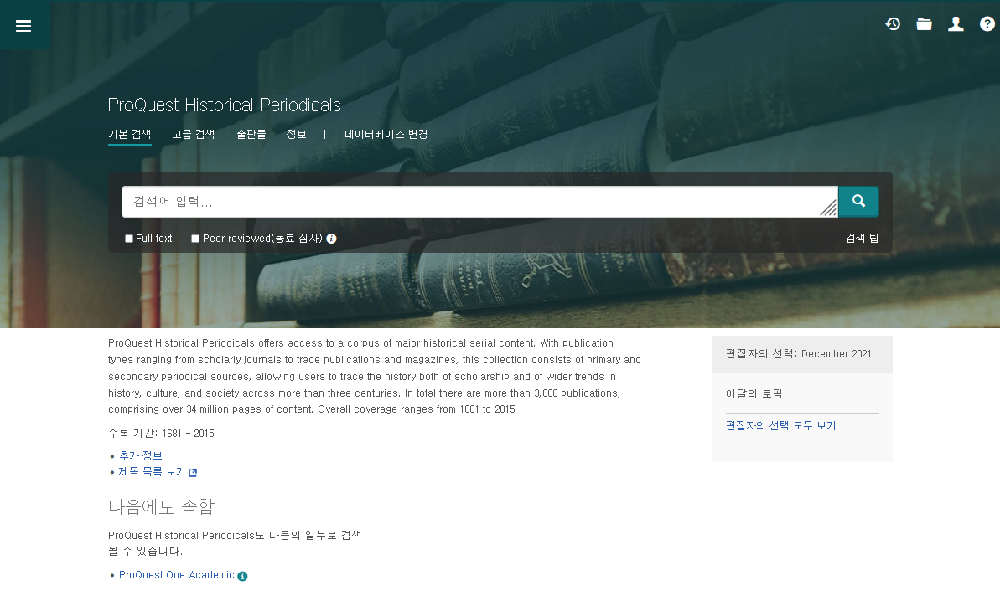 ProQuest Historical Periodicals
기본 검색 고급 검색 출판물 정보 | 데이터베이스 변경
검색어 입력...
Full text Peer reviewed(동료 심사) 검색 팁
ProQuest Historical Periodicals offers access to a corpus of major historical serial content. With publication
types ranging from scholarly journals to trade publications and magazines, this collection consists of primary and
secondary periodical sources, allowing users to trace the history both of scholarship and of wider trends in
history, culture, and society across more than three centuries. In total there are more than 3,000 publications,
comprising over 34 million pages of content. Overall coverage ranges from 1681 to 2015.
수록 기간: 1681 - 2015
• 추가 정보
• 제목 목록 보기
다음에도 속함
ProQuest Historical Periodicals도 다음의 일부로 검색
될 수 있습니다.
• ProQuest One Academic
편집자의 선택: December 2021
이달의 토픽:
편집자의 선택 모두 보기